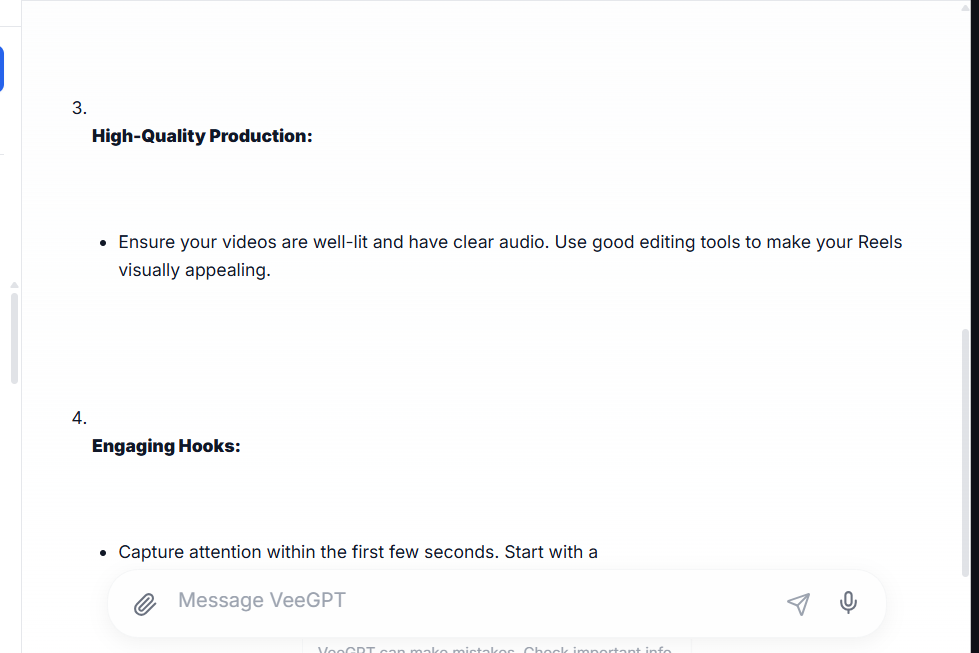 3.
High-Quality Production:
• Ensure your videos are well-lit and have clear audio. Use good editing tools to make your Reels
visually appealing.
4.
Engaging Hooks:
• Capture attention within the first few seconds. Start with a
Message VeeGPT
VeeGPT can make mistakes. Check important info.